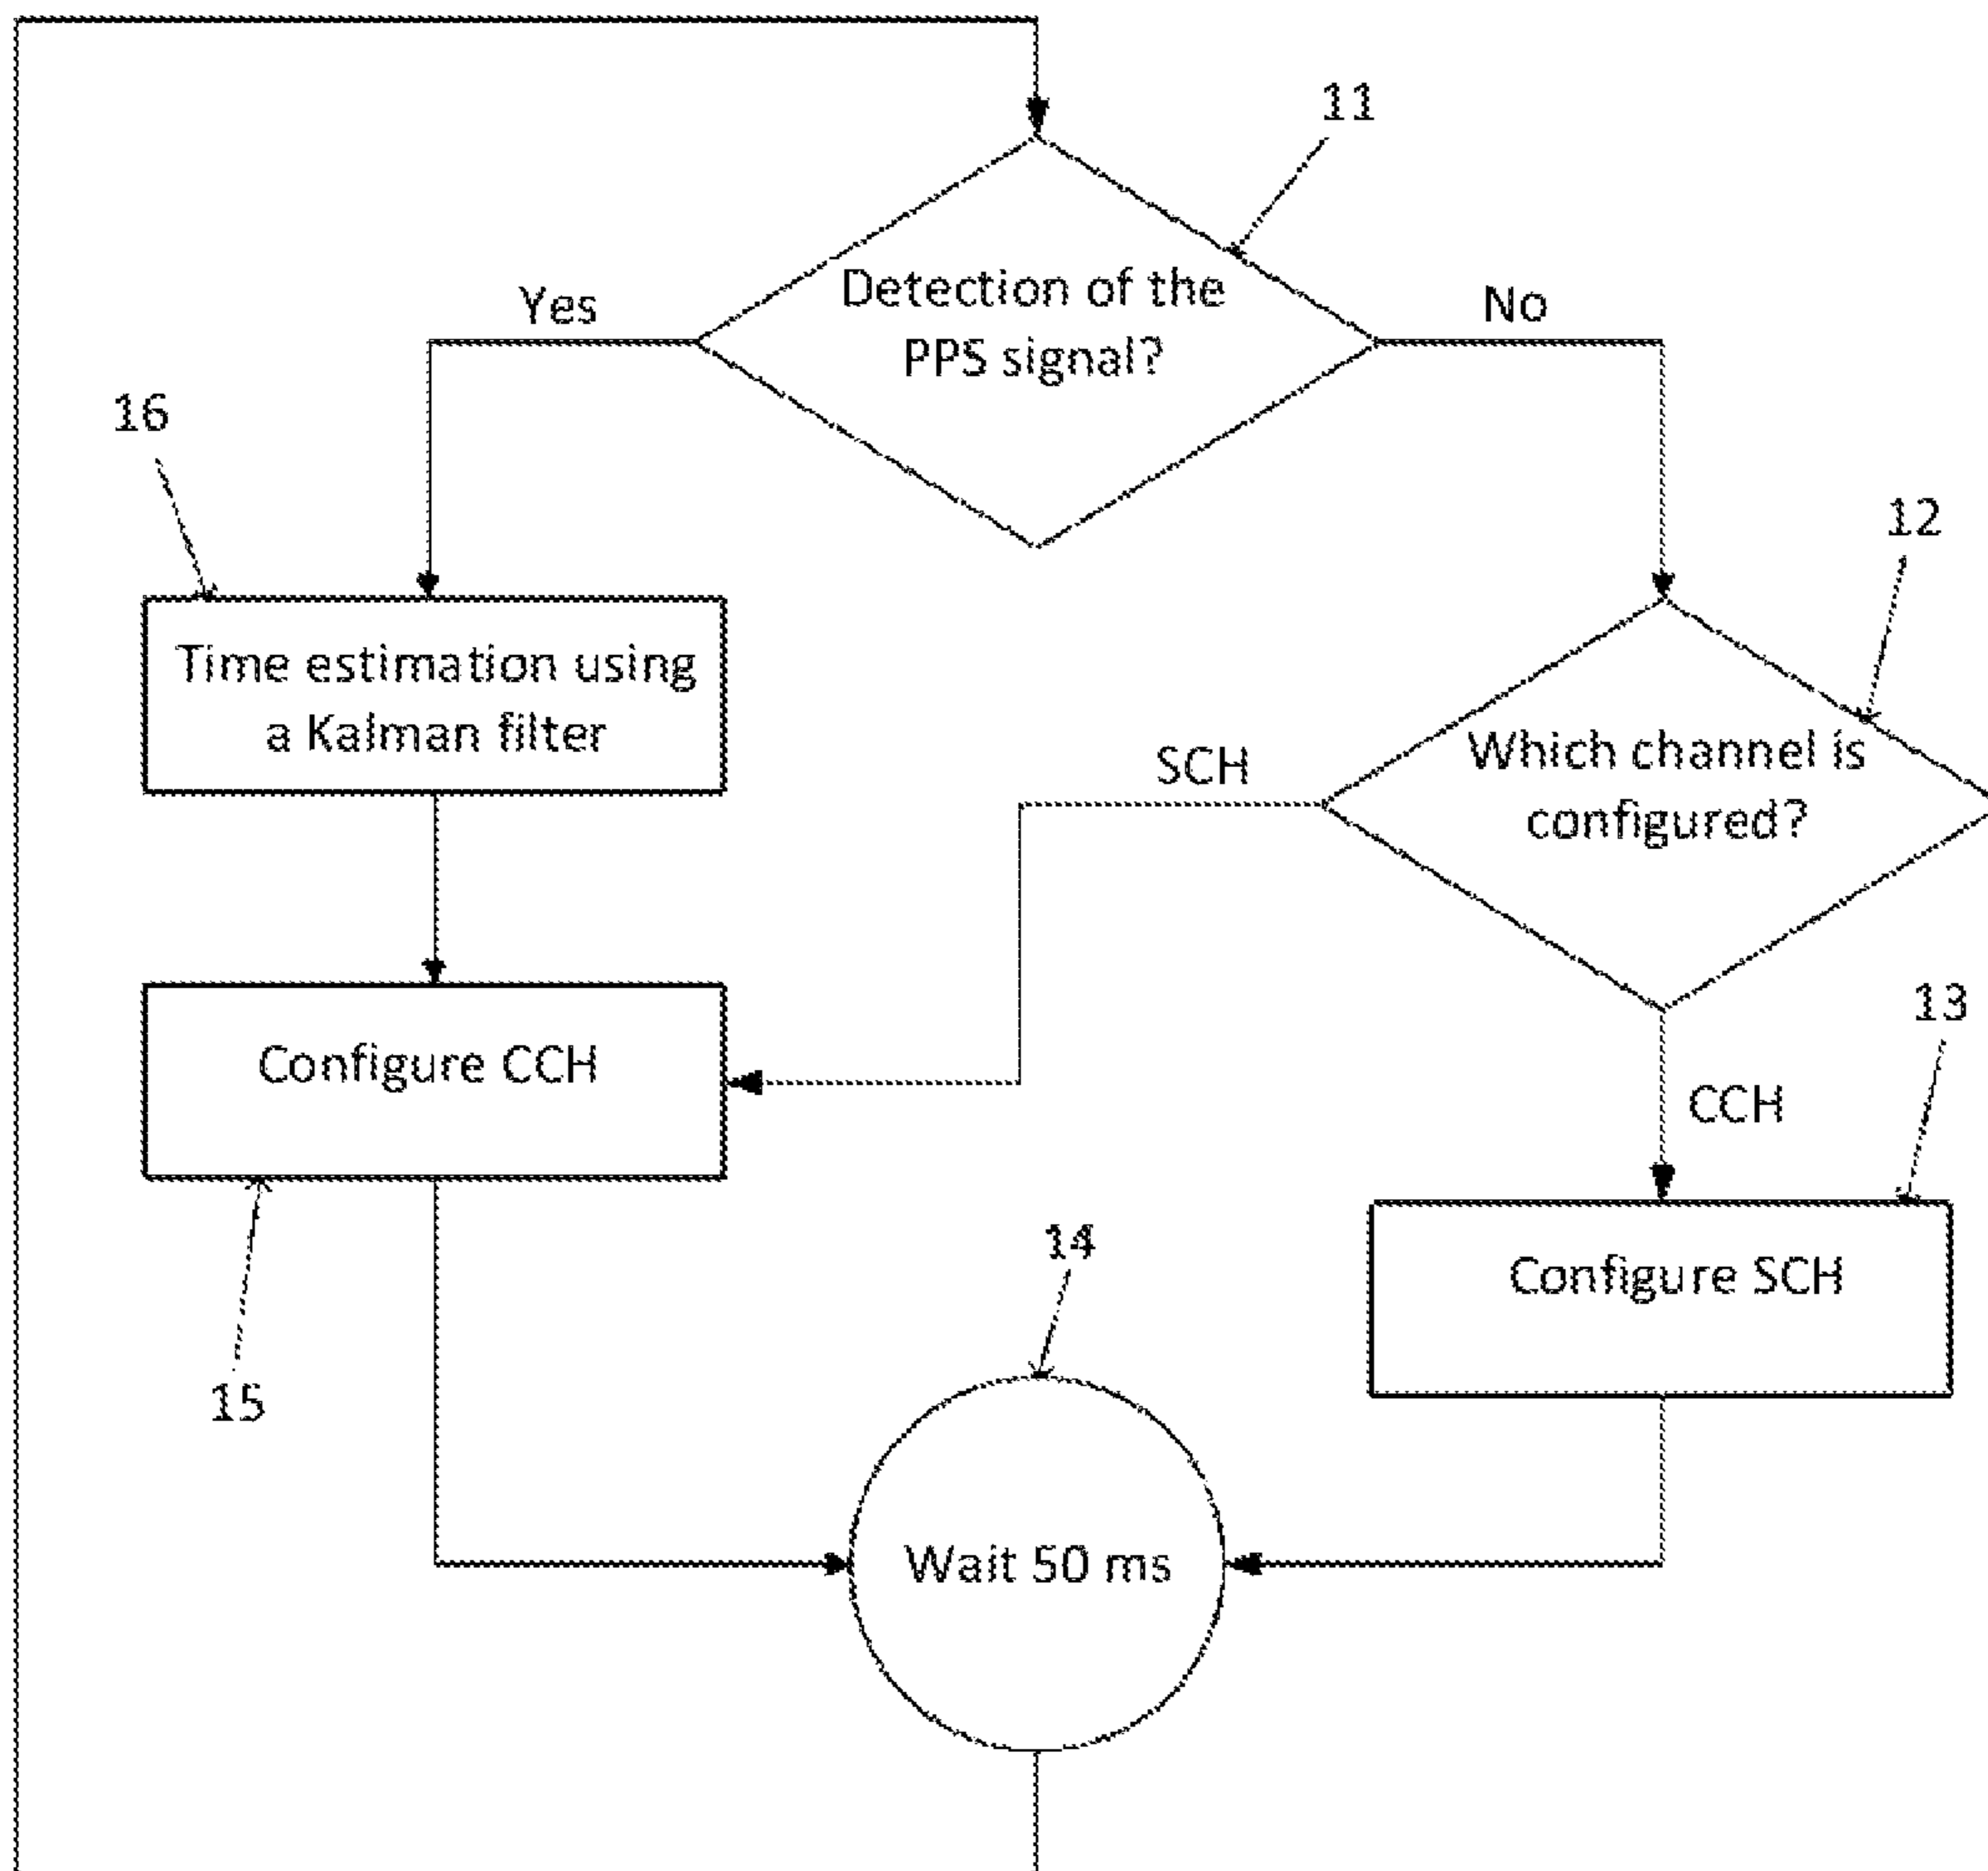 11
Detection of the
PPS signal?
Yes
No
16
12
Time estimation using
a Kalman filter
SCH
Which channel is
configured?
13
Configure CCH
CCH
14
Configure SCH
15
Wait 50 ms